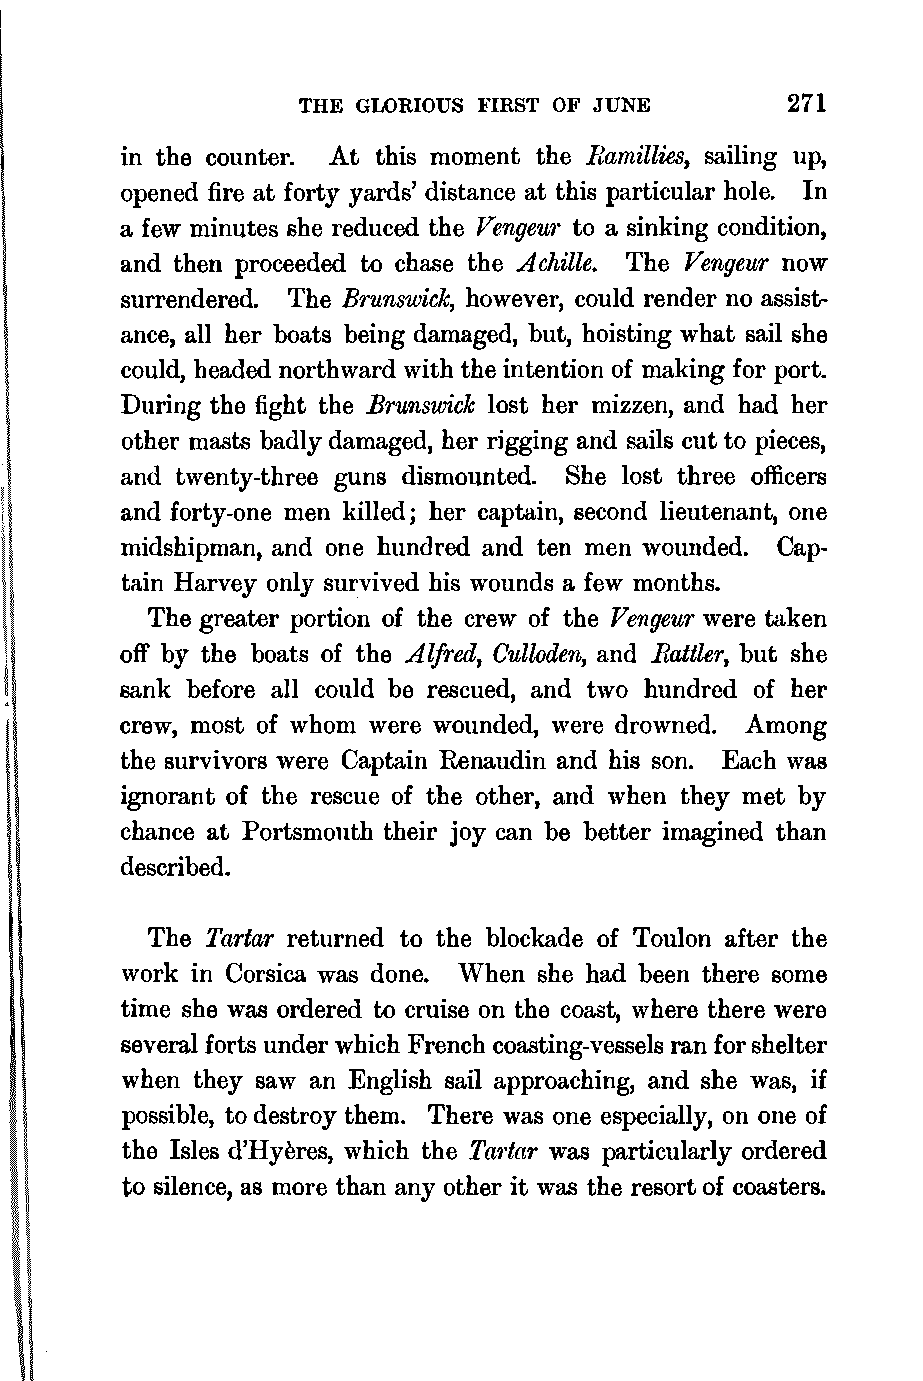 THE GLORIOUS FIRST OF JUNE 271
in the counter. At this moment the Ramillies, sailing up,
opened fire at forty yards’ distance at this particular hole. In
a few minutes she reduced the Vengeur to a sinking condition,
and then proceeded to chase the Achille. The Vengeur now
surrendered. The Brunswick, however, could render no assist-
ance, all her boats being damaged, but, hoisting what sail she
could, headed northward with the intention of making for port.
During the fight the Brunswick lost her mizzen, and had her
other masts badly damaged, her rigging and sails cut to pieces,
and twenty-three guns dismounted. She lost three officers
and forty-one men killed; her captain, second lieutenant, one
midshipman, and one hundred and ten men wounded. Cap-
tain Harvey only survived his wounds a few months.
The greater portion of the crew of the Vengeur were taken
off by the boats of the Alfred, Culloden, and Rattler, but she
sank before all could be rescued, and two hundred of her
crew, most of whom were wounded, were drowned. Among
the survivors were Captain Renaudin and his son. Each was
ignorant of the rescue of the other, and when they met by
chance at Portsmouth their joy can be better imagined than
described.
The Tartar returned to the blockade of Toulon after the
work in Corsica was done. When she had been there some
time she was ordered to cruise on the coast, where there were
several forts under which French coasting-vessels ran for shelter
when they saw an English sail approaching, and she was, if
possible, to destroy them. There was one especially, on one of
the Isles d’Hyères, which the Tartar was particularly ordered
to silence, as more than any other it was the resort of coasters.